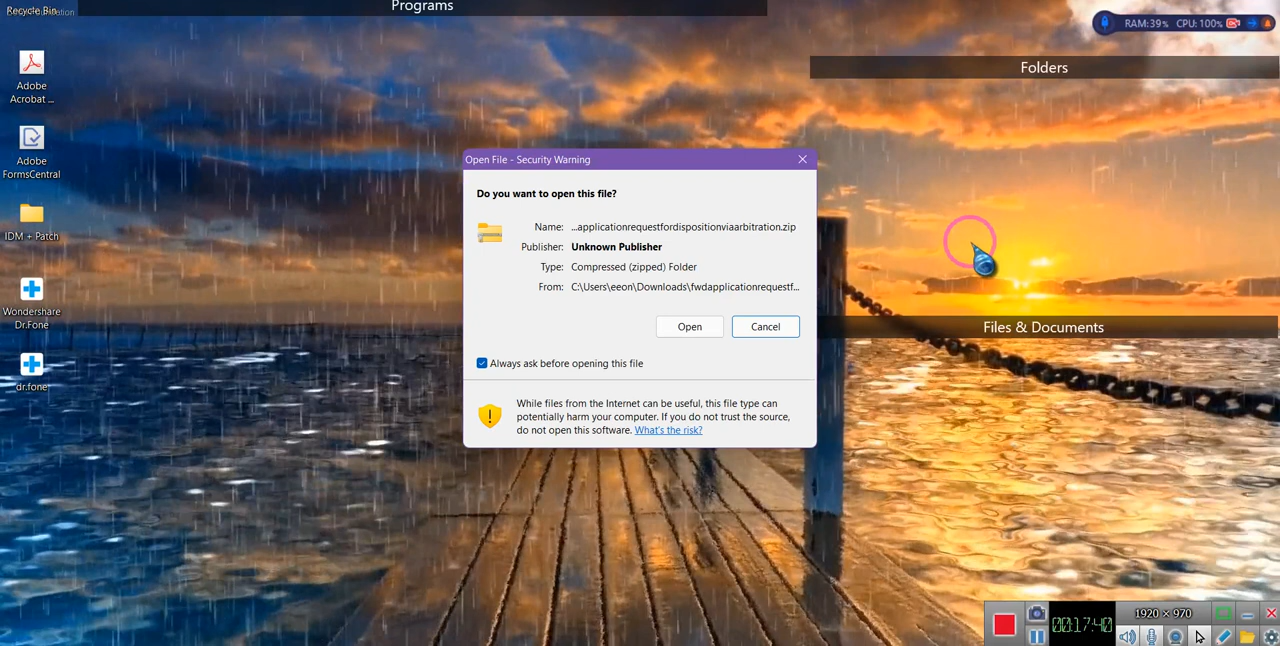 Recycle Bin
Programs
RAM:39% CPU: 100%
Folders
Adobe
Acrobat ...
Adobe
FormsCentral
IDM + Patch
Wondershare
Dr.Fone
dr.fone
Open File - Security Warning
Do you want to open this file?
Name: ...applicationrequestfordispositionviaarbitration.zip
Publisher: Unknown Publisher
Type: Compressed (zipped) Folder
From: C:\Users\eeon\Downloads\fwdapplicationrequestf...
Open Cancel
Always ask before opening this file
While files from the Internet can be useful, this file type can
potentially harm your computer. If you do not trust the source,
do not open this software. What's the risk?
Files & Documents
00:17:40
1920 × 970